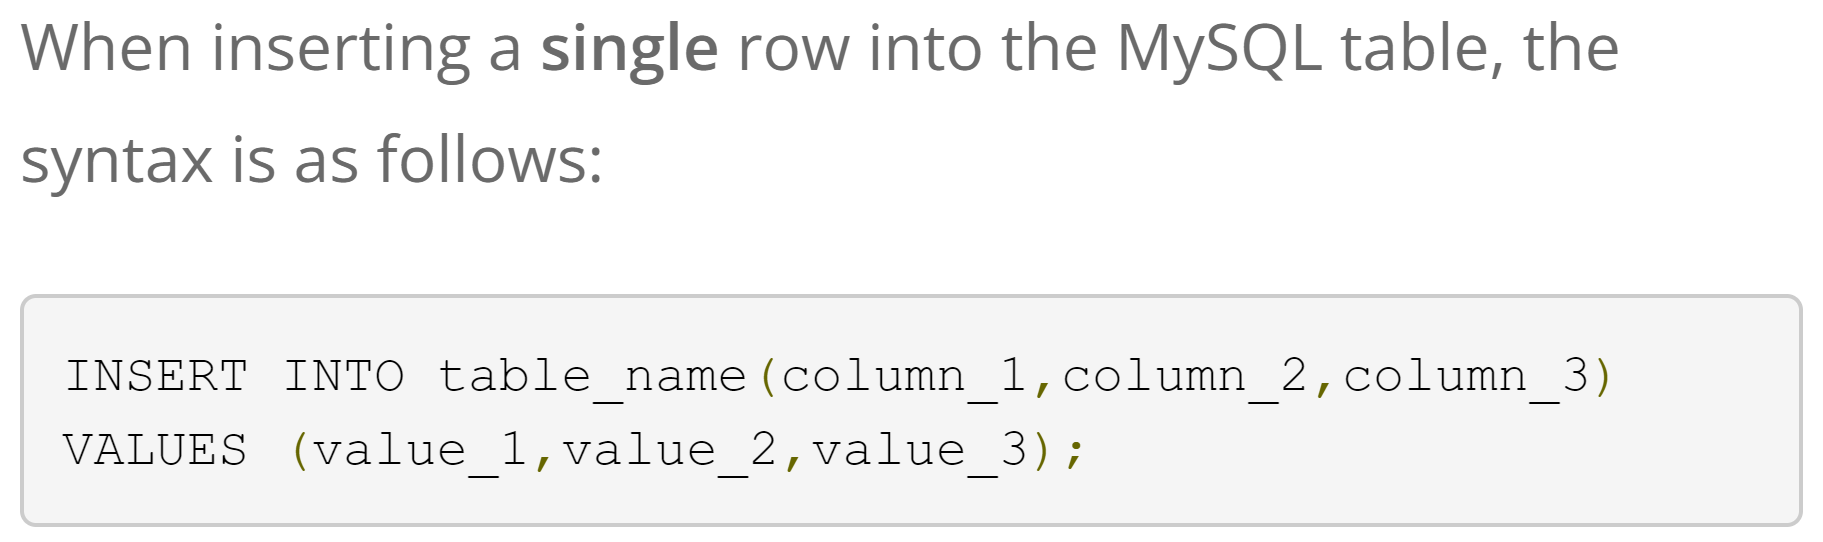 When inserting a single row into the MySQL table, the
syntax is as follows:
INSERT INTO table_name(column_1,column_2,column_3)
VALUES (value_1,value_2,value_3);